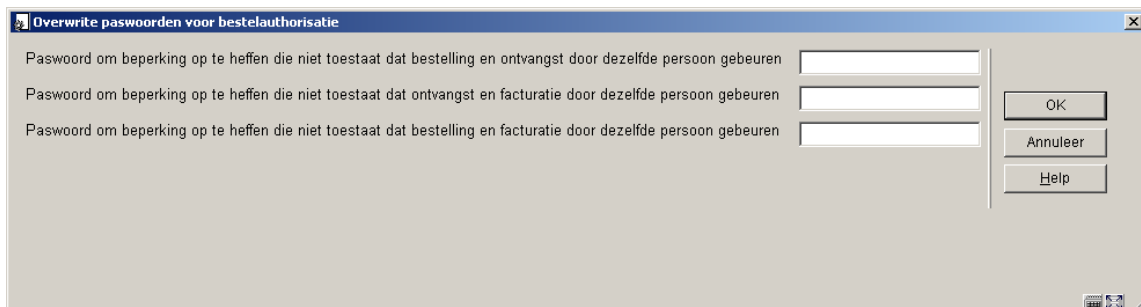 Overwrite paswoorden voor bestelauthorisatie
Paswoord om beperking op te heffen die niet toestaat dat bestelling en ontvangst door dezelfde persoon gebeuren
Paswoord om beperking op te heffen die niet toestaat dat ontvangst en facturatie door dezelfde persoon gebeuren
Paswoord om beperking op te heffen die niet toestaat dat bestelling en facturatie door dezelfde persoon gebeuren
OK
Annuleer
Help